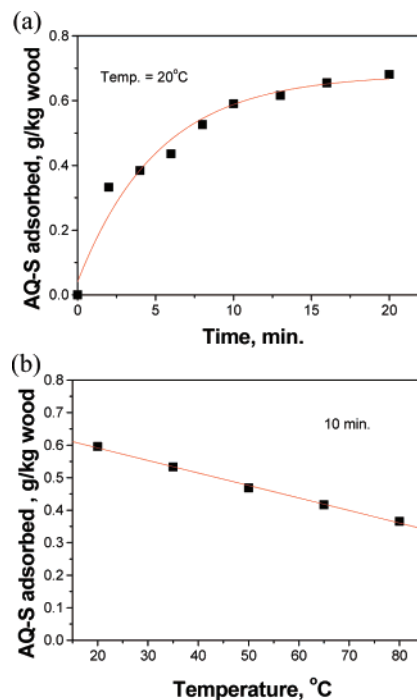 (a)
0.8
Temp. = 20°C
0.6
0.4
0.2
0.0
0 5 10 15 20
AQ-S adsorbed, g/kg wood
Time, min.
(b)
0.8
0.7
10 min.
0.6
0.5
0.4
0.3
0.2
0.1
0.0
20 30 40 50 60 70 80
AQ-S adsorbed , g/kg wood
Temperature, °C